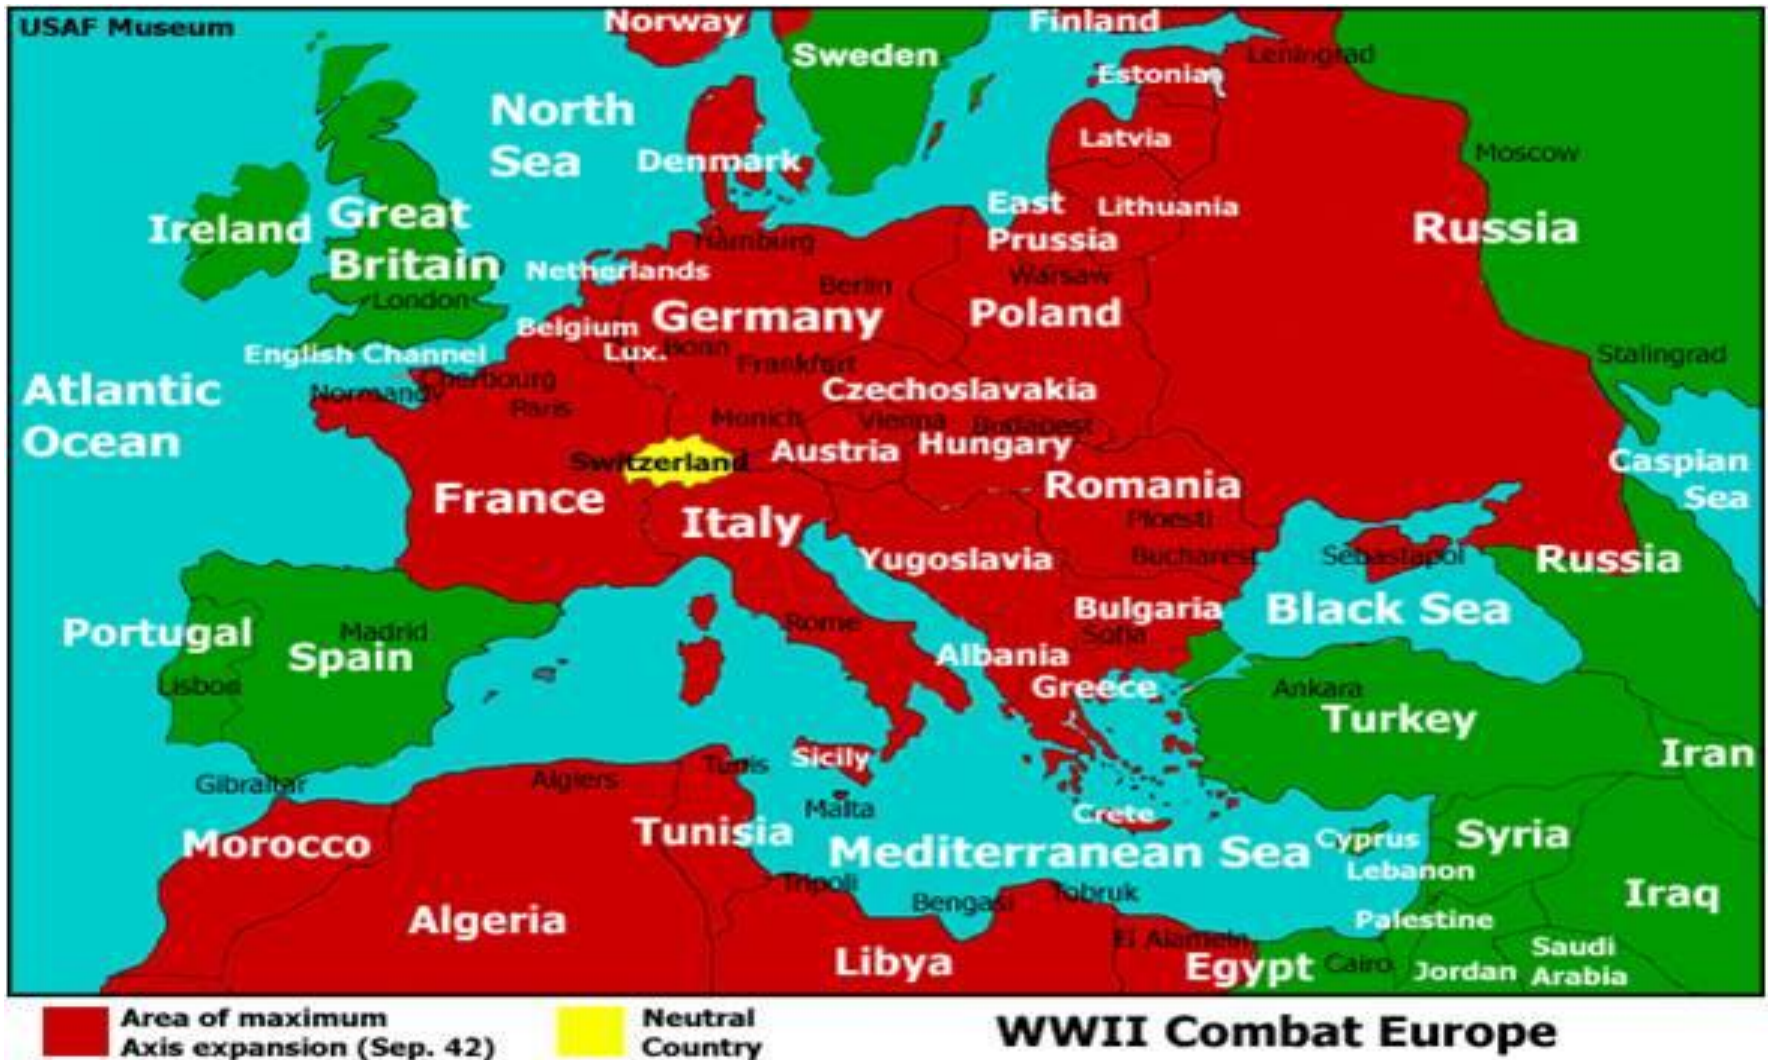 USAF Museum
Norway
Finland
Sweden
Leningrad
Estonia
North
Sea
Latvia
Moscow
Denmark
Ireland
Great
Britain
East
Prussia
Lithuania
Russia
Hamburg
Netherlands
Warsaw
Berlin
London
Germany
Poland
Belgium
English Channel
Lux.
Bonn
Stalingrad
Frankfurt
Atlantic
Ocean
Cherbourg
Normandy
Czechoslavakia
Paris
Monich
Vienna
Budapest
Austria
Hungary
Switzerland
Caspian
Sea
France
Romania
Italy
Ploesti
Yugoslavia
Bucharest
Sebastapol
Russia
Bulgaria
Black Sea
Portugal
Madrid
Rome
Sofia
Spain
Albania
Lisbon
Greece
Ankara
Turkey
Iran
Sicily
Tunis
Gibraltar
Algiers
Malta
Crete
Morocco
Tunisia
Mediterranean Sea
Cyprus
Syria
Lebanon
Tripoli
Bengasi
Tobruk
Iraq
Algeria
Palestine
El Alamein
Saudi
Arabia
Libya
Egypt
Cairo
Jordan
Area of maximum
Axis expansion (Sep. 42)
Neutral
Country
WWII Combat Europe